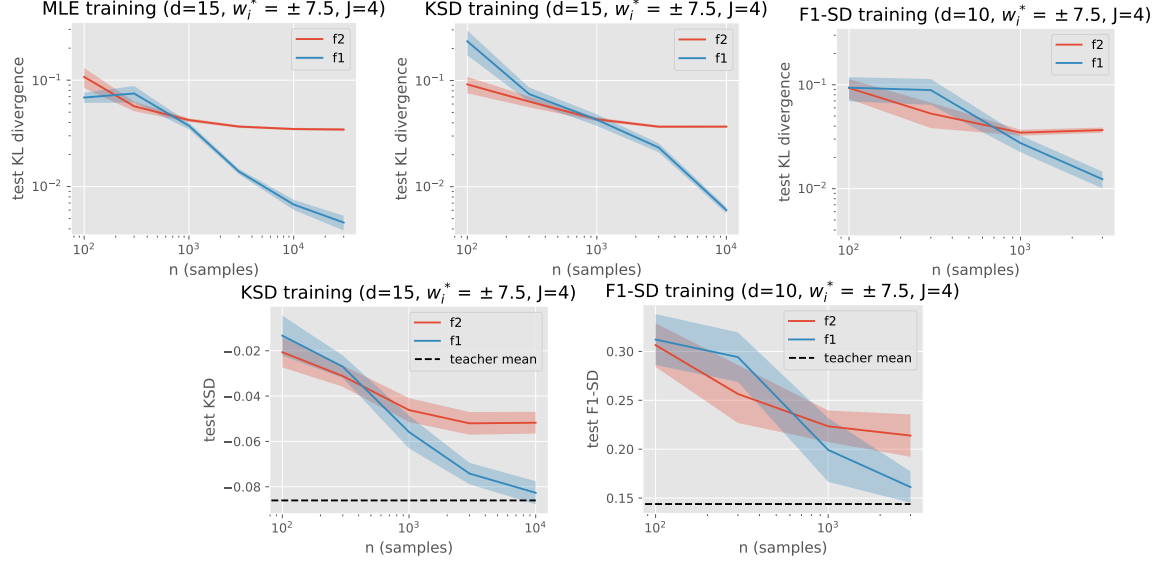 MLE training (d=15, w_i^* = ±7.5, J=4)
f2
f1
10^−1
10^−2
test KL divergence
10^2
10^3
10^4
n (samples)
KSD training (d=15, w_i^* = ±7.5, J=4)
f2
f1
10^−1
10^−2
test KL divergence
10^2
10^3
10^4
n (samples)
F1-SD training (d=10, w_i^* = ±7.5, J=4)
f2
f1
10^−1
10^−2
test KL divergence
10^2
10^3
n (samples)
KSD training (d=15, w_i^* = ±7.5, J=4)
f2
f1
teacher mean
−0.02
−0.04
−0.06
−0.08
test KSD
10^2
10^3
10^4
n (samples)
F1-SD training (d=10, w_i^* = ±7.5, J=4)
f2
f1
teacher mean
0.30
0.25
0.20
0.15
test F1-SD
10^2
10^3
n (samples)